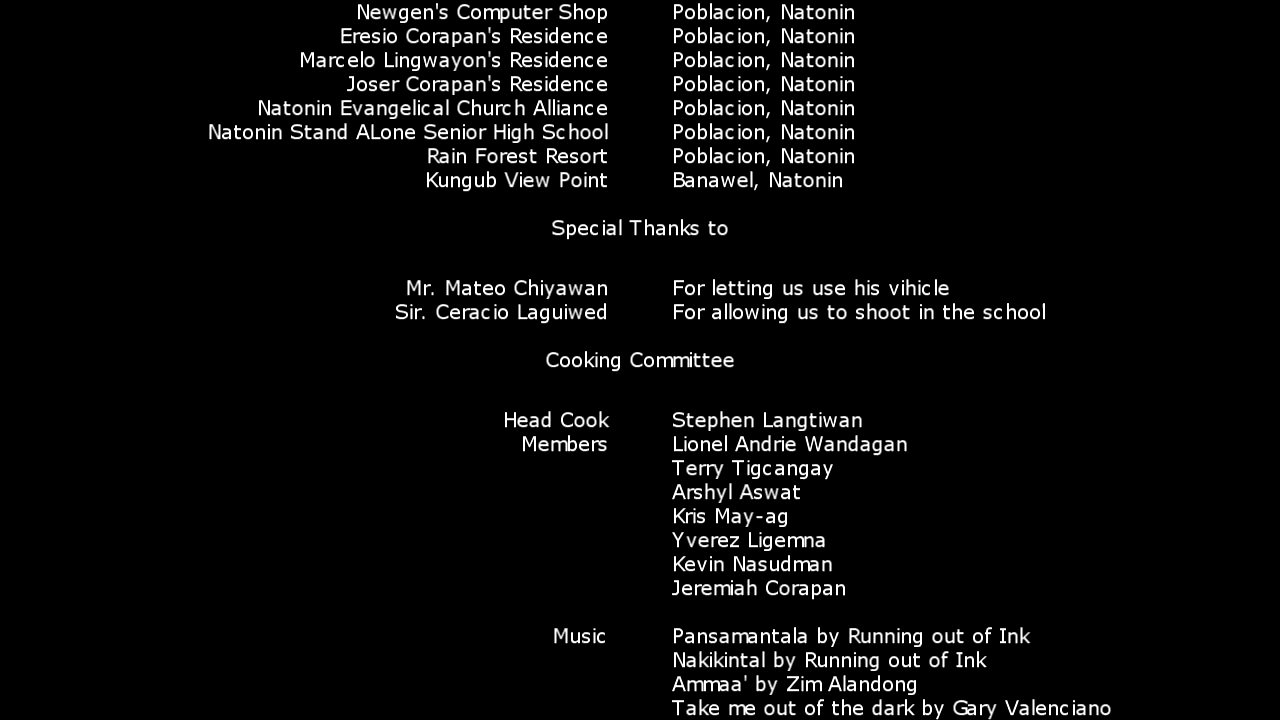 Newgen's Computer Shop Poblacion, Natonin
Eresio Corapan's Residence Poblacion, Natonin
Marcelo Lingwayon's Residence Poblacion, Natonin
Joser Corapan's Residence Poblacion, Natonin
Natonin Evangelical Church Alliance Poblacion, Natonin
Natonin Stand ALone Senior High School Poblacion, Natonin
Rain Forest Resort Poblacion, Natonin
Kungub View Point Banawel, Natonin
Special Thanks to
Mr. Mateo Chiyawan For letting us use his vihicle
Sir. Ceracio Laguiwed For allowing us to shoot in the school
Cooking Committee
Head Cook Stephen Langtiwan
Members Lionel Andrie Wandagan
Terry Tigcangay
Arshyl Aswat
Kris May-ag
Yverez Ligemna
Kevin Nasudman
Jeremiah Corapan
Music Pansamantala by Running out of Ink
Nakikintal by Running out of Ink
Ammaa' by Zim Alandong
Take me out of the dark by Gary Valenciano